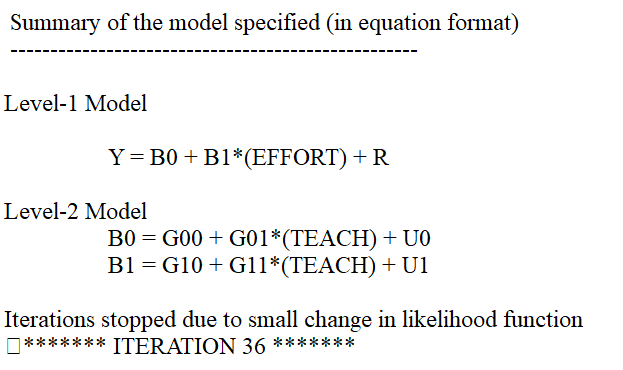 Summary of the model specified (in equation format)
---------------------------------------------------
Level-1 Model
Y = B0 + B1*(EFFORT) + R
Level-2 Model
B0 = G00 + G01*(TEACH) + U0
B1 = G10 + G11*(TEACH) + U1
Iterations stopped due to small change in likelihood function
□******* ITERATION 36 *******